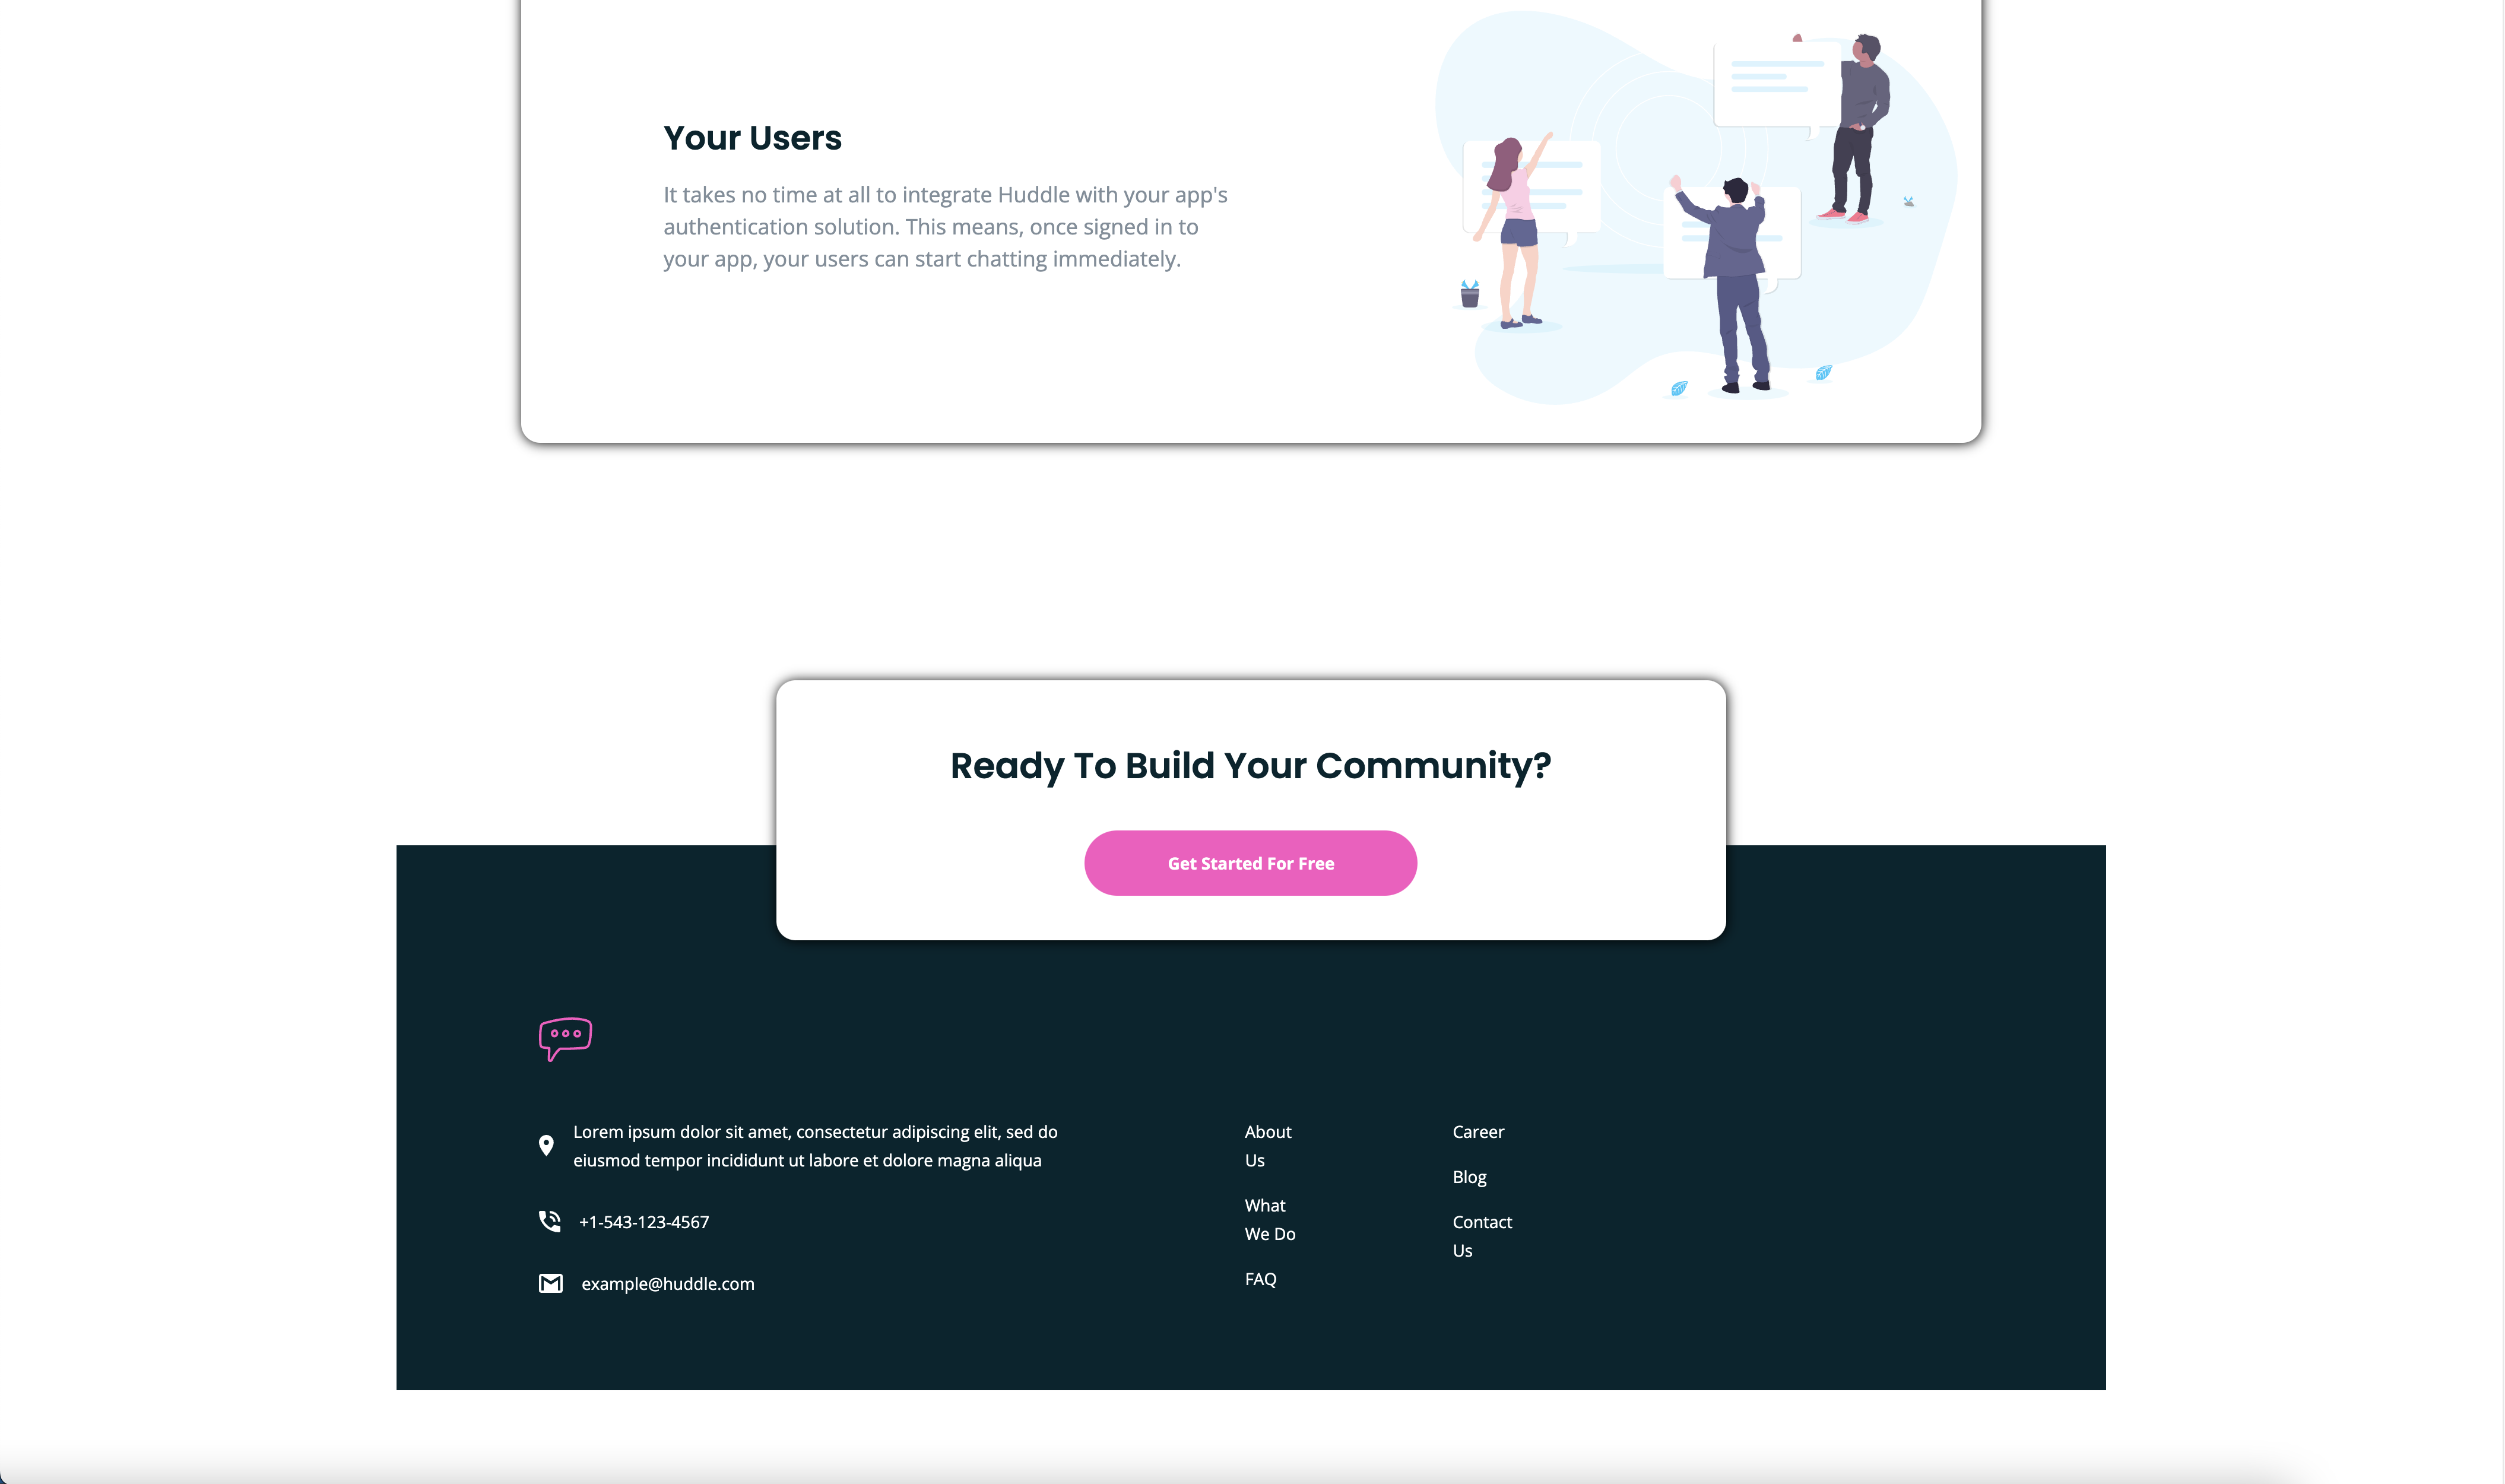 Your Users
It takes no time at all to integrate Huddle with your app's
authentication solution. This means, once signed in to
your app, your users can start chatting immediately.
Ready To Build Your Community?
Get Started For Free
Lorem ipsum dolor sit amet, consectetur adipiscing elit, sed do
eiusmod tempor incididunt ut labore et dolore magna aliqua
+1-543-123-4567
example@huddle.com
About
Us
What
We Do
FAQ
Career
Blog
Contact
Us